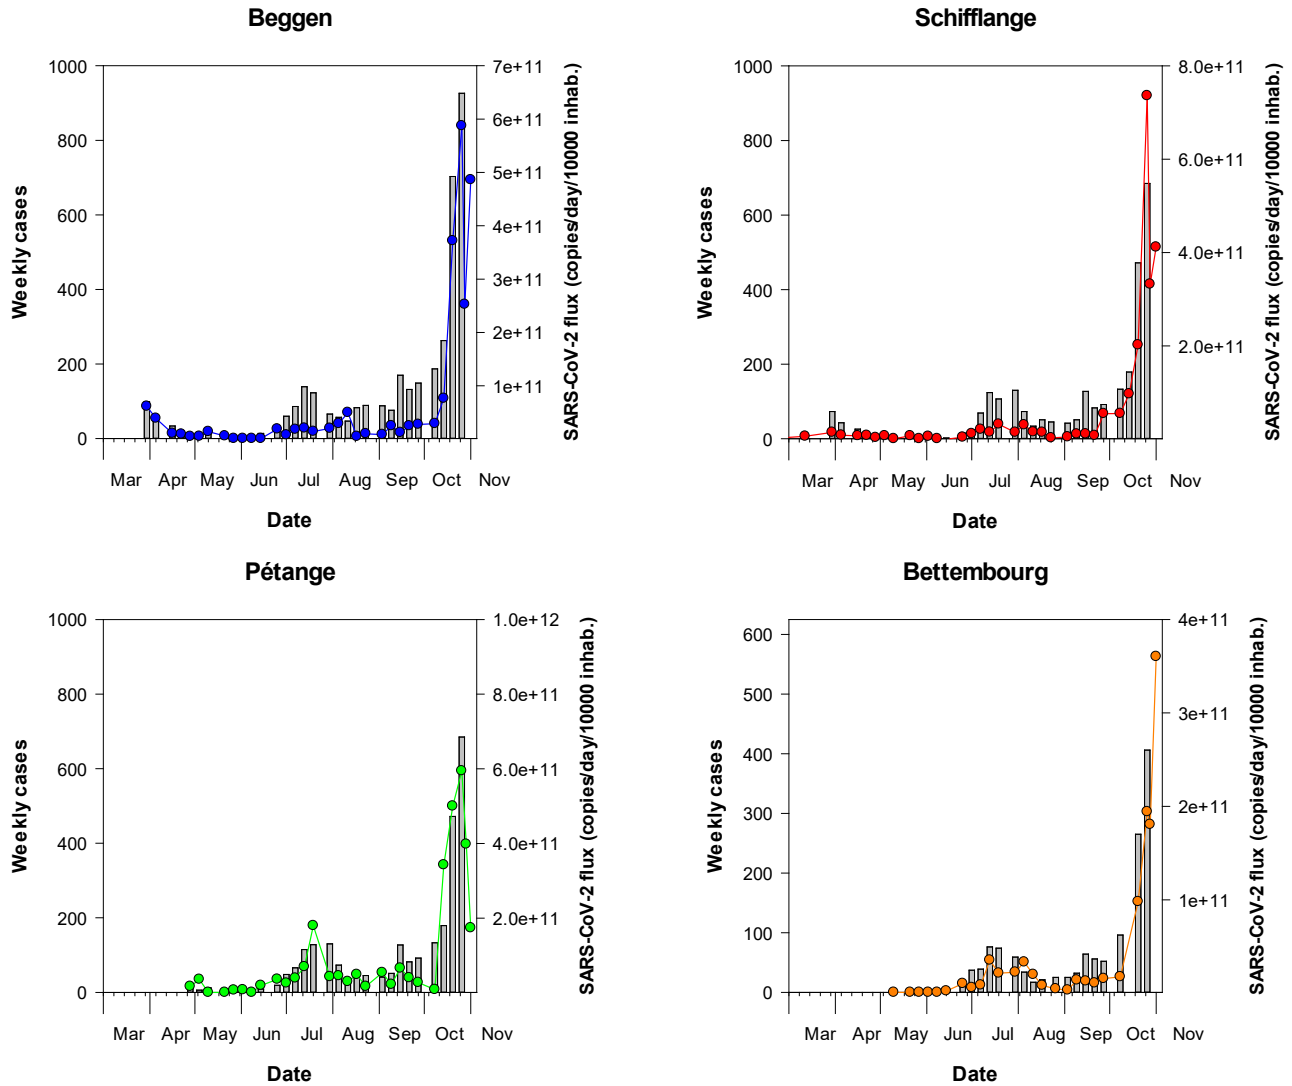 Beggen
1000
800
600
400
200
0
Weekly cases
7e+11
6e+11
5e+11
4e+11
3e+11
2e+11
1e+11
SARS-CoV-2 flux (copies/day/10000 inhab.)
Mar Apr May Jun Jul Aug Sep Oct Nov
Date
Schifflange
1000
800
600
400
200
0
Weekly cases
8.0e+11
6.0e+11
4.0e+11
2.0e+11
SARS-CoV-2 flux (copies/day/10000 inhab.)
Mar Apr May Jun Jul Aug Sep Oct Nov
Date
Pétange
1000
800
600
400
200
0
Weekly cases
1.0e+12
8.0e+11
6.0e+11
4.0e+11
2.0e+11
SARS-CoV-2 flux (copies/day/10000 inhab.)
Mar Apr May Jun Jul Aug Sep Oct Nov
Date
Bettembourg
600
500
400
300
200
100
0
Weekly cases
4e+11
3e+11
2e+11
1e+11
SARS-CoV-2 flux (copies/day/10000 inhab.)
Mar Apr May Jun Jul Aug Sep Oct Nov
Date